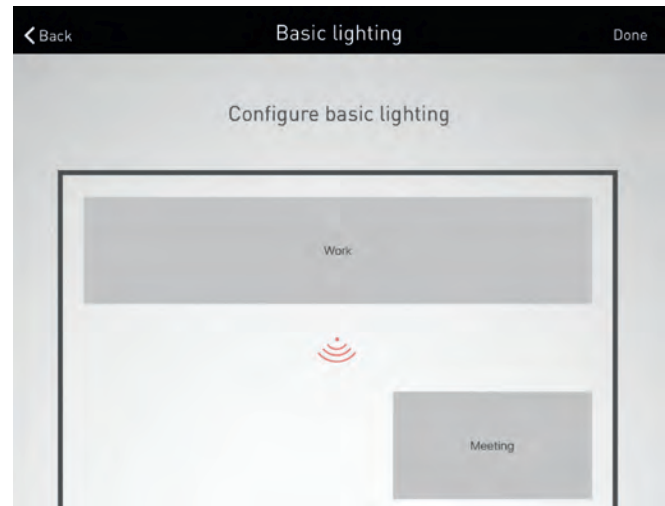 Back
Basic lighting
Done
Configure basic lighting
Work
Meeting